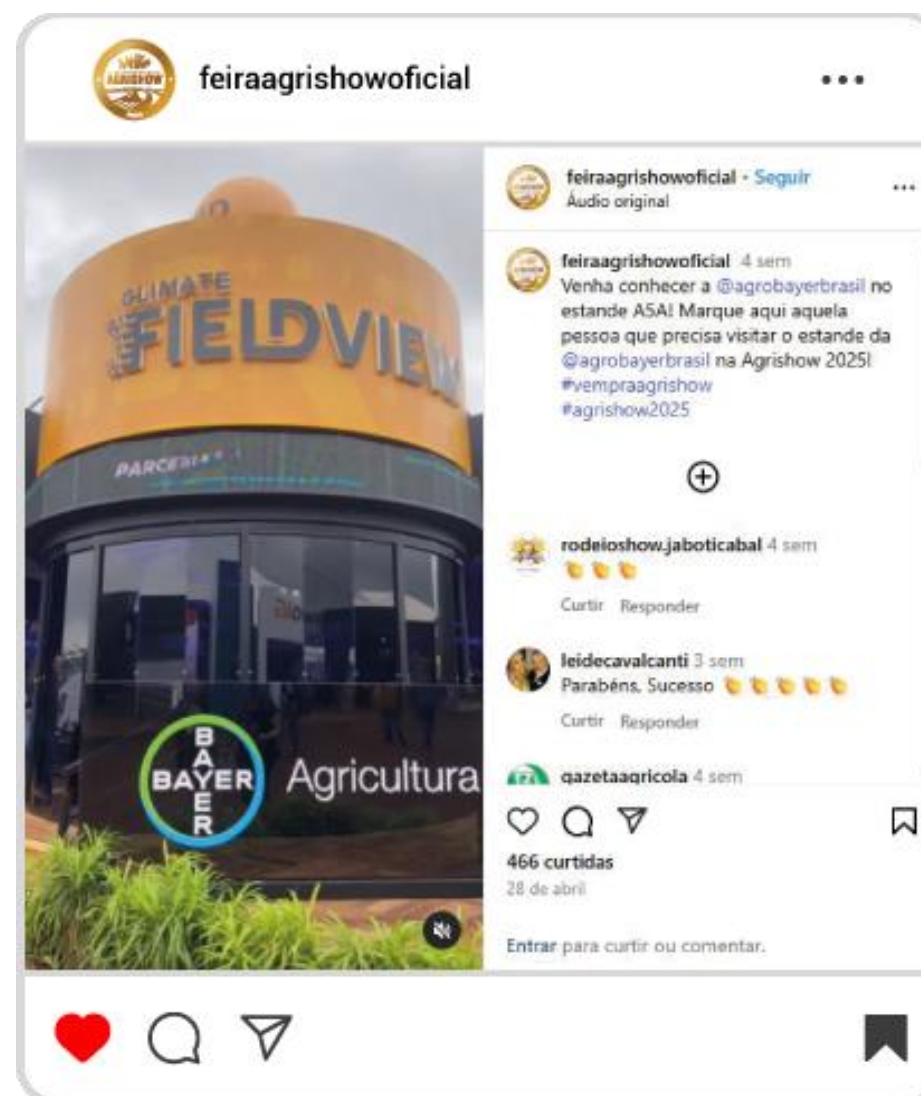 AGRISHOW
feiraagrishowoficial
CLIMATE
FIELDVIEW
BAYER
BAYER
Agricultura
feiraagrishowoficial • Seguir
Áudio original
feiraagrishowoficial 4 sem
Venha conhecer a @agrobayerbrasil no
estande A5A! Marque aqui aquela
pessoa que precisa visitar o estande da
@agrobayerbrasil na Agrishow 2025!
#vempraagrishow
#agrishow2025
rodeioshow.jaboticabal 4 sem
👏👏👏
Curtir Responder
leidecavalcanti 3 sem
Parabéns, Sucesso 👏👏👏👏👏
Curtir Responder
gazetaagricola 4 sem
466 curtidas
28 de abril
Entrar para curtir ou comentar.